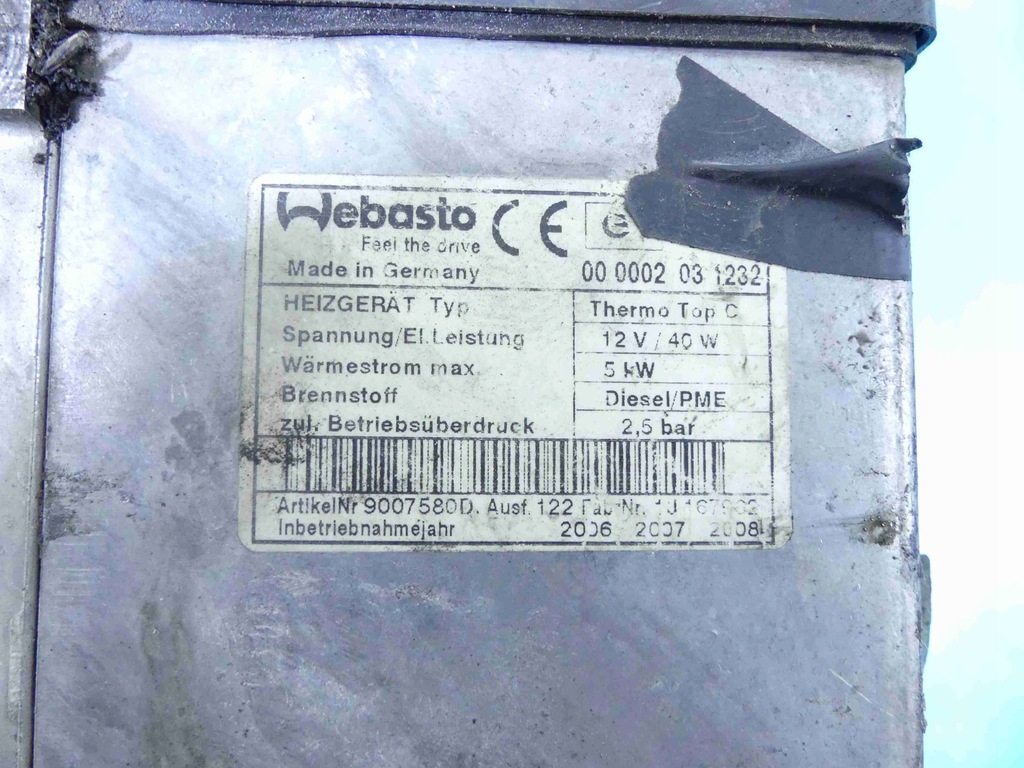 Webasto CE e
Feel the drive
Made in Germany 00 0002 03 1232
HEIZGERÄT Typ Thermo Top C
Spannung/El.Leistung 12 V / 40 W
Wärmestrom max. 5 kW
Brennstoff Diesel/PME
zul. Betriebsüberdruck 2,5 bar
ArtikelNr 9007580D. Ausf. 122 Fab-Nr.
Inbetriebnahmejahr 2006 2007 2008